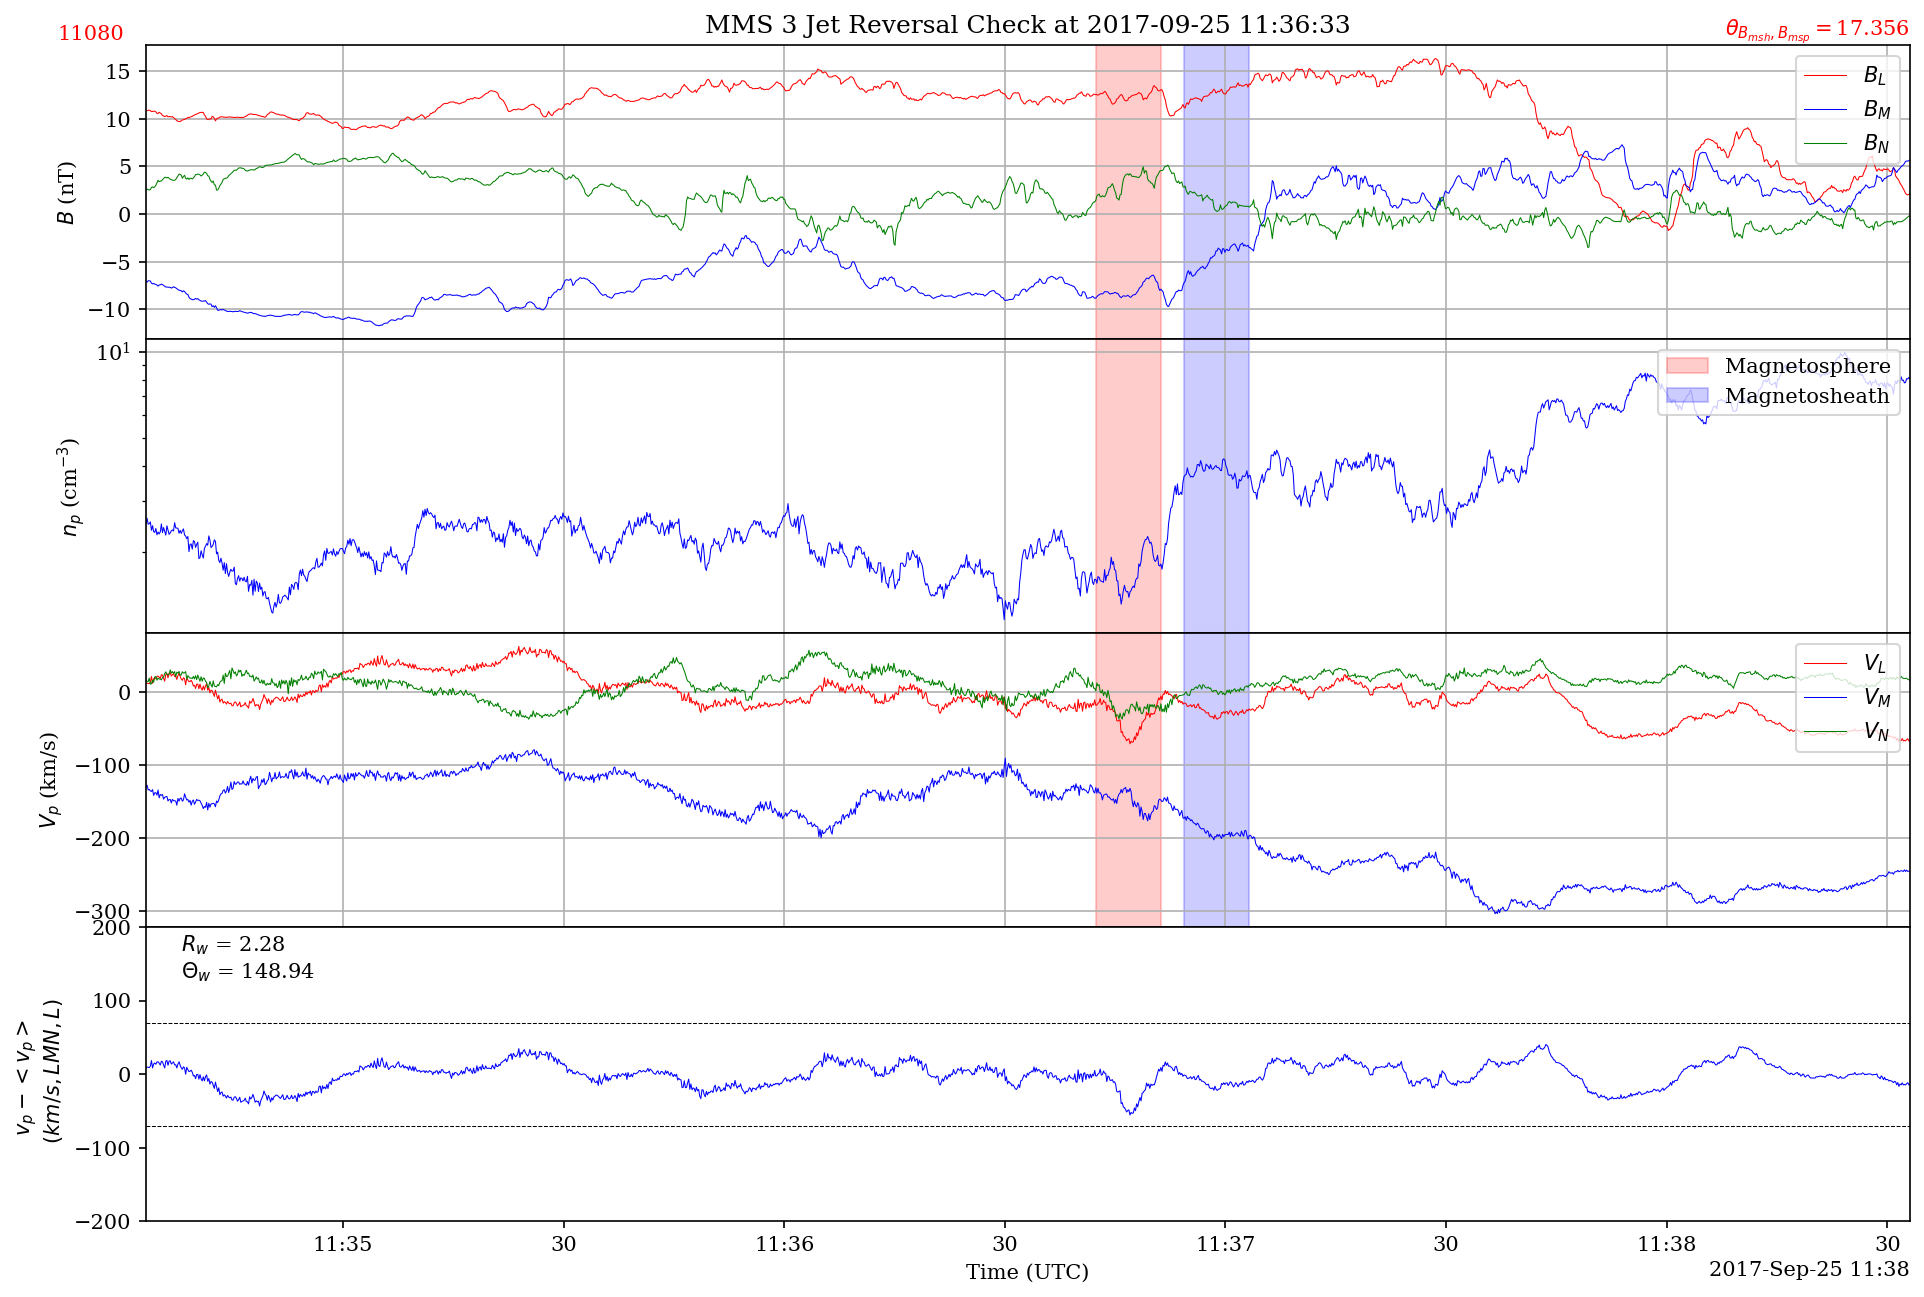 11080
MMS 3 Jet Reversal Check at 2017-09-25 11:36:33
θ_{B_{msh}, B_{msp}} = 17.356
15
10
5
0
−5
−10
B (nT)
B_L
B_M
B_N
10^1
n_p (cm^{−3})
Magnetosphere
Magnetosheath
0
−100
−200
−300
V_p (km/s)
V_L
V_M
V_N
200
100
0
−100
−200
v_p − < v_p >
(km/s, LMN, L)
R_w = 2.28
Θ_w = 148.94
11:35
30
11:36
30
11:37
30
11:38
30
Time (UTC)
2017-Sep-25 11:38